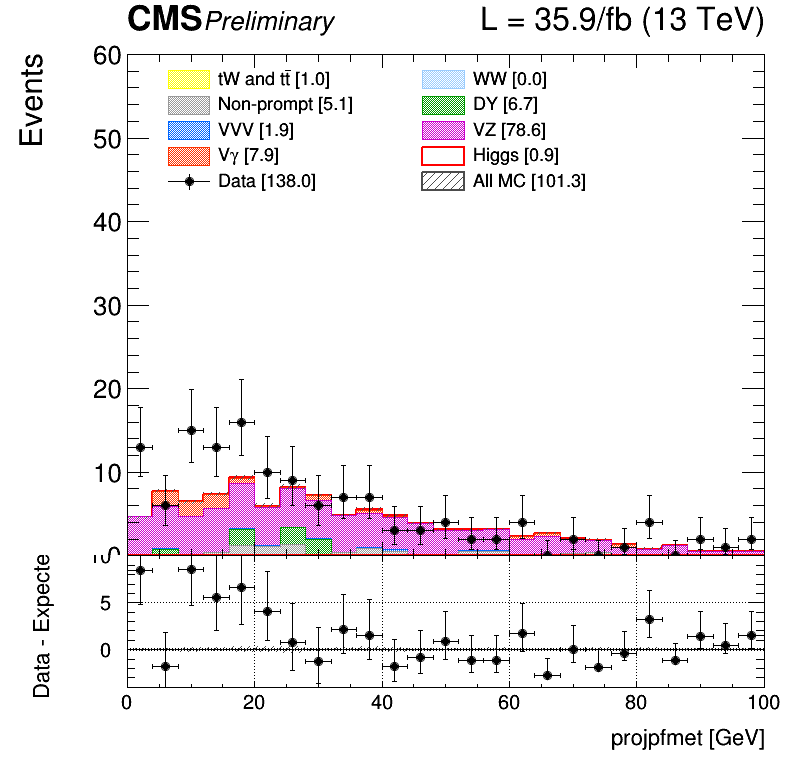 CMS Preliminary L = 35.9/fb (13 TeV)
Events
60
50
40
30
20
10
0
tW and tt̄ [1.0]
WW [0.0]
Non-prompt [5.1]
DY [6.7]
VVV [1.9]
VZ [78.6]
Vγ [7.9]
Higgs [0.9]
Data [138.0]
All MC [101.3]
Data - Expecte
5
0
0 20 40 60 80 100
projpfmet [GeV]